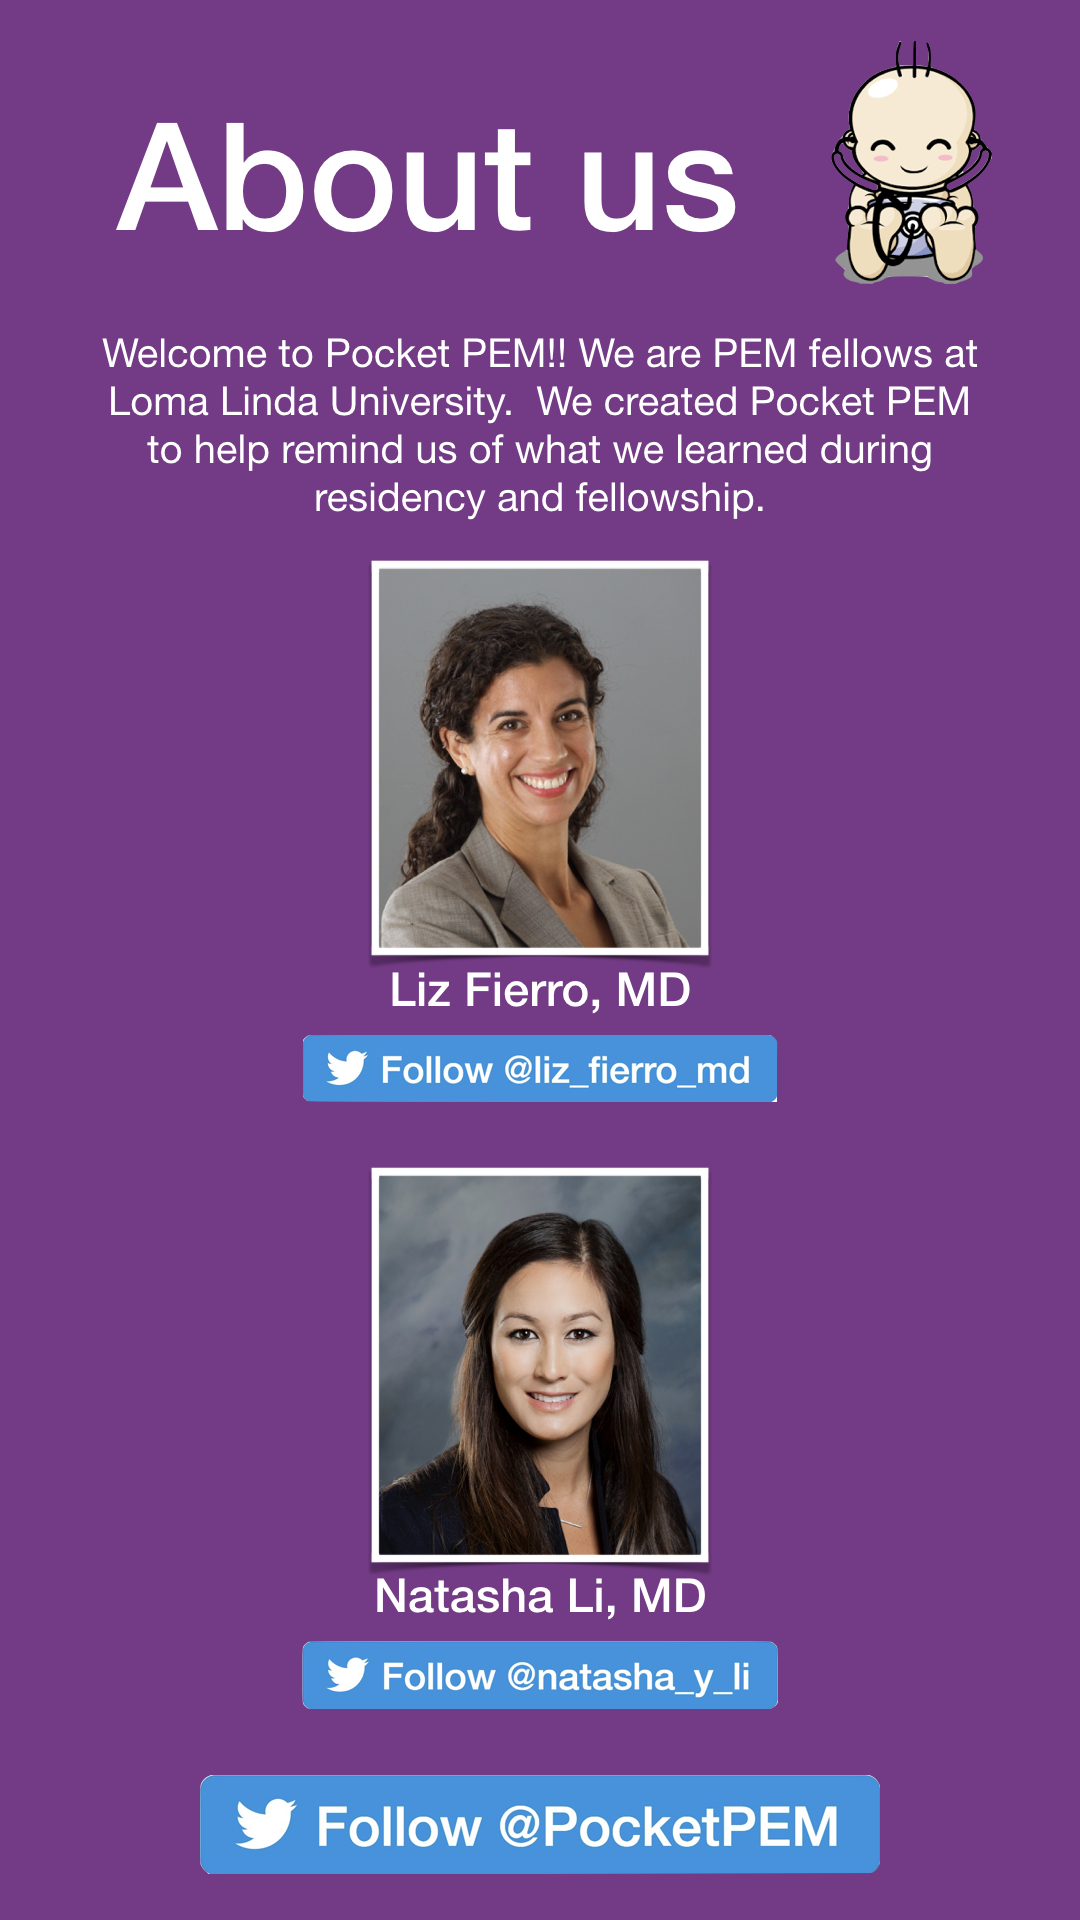 About us
Welcome to Pocket PEM!! We are PEM fellows at
Loma Linda University.  We created Pocket PEM
to help remind us of what we learned during
residency and fellowship.
Liz Fierro, MD
Follow @liz_fierro_md
Natasha Li, MD
Follow @natasha_y_li
Follow @PocketPEM